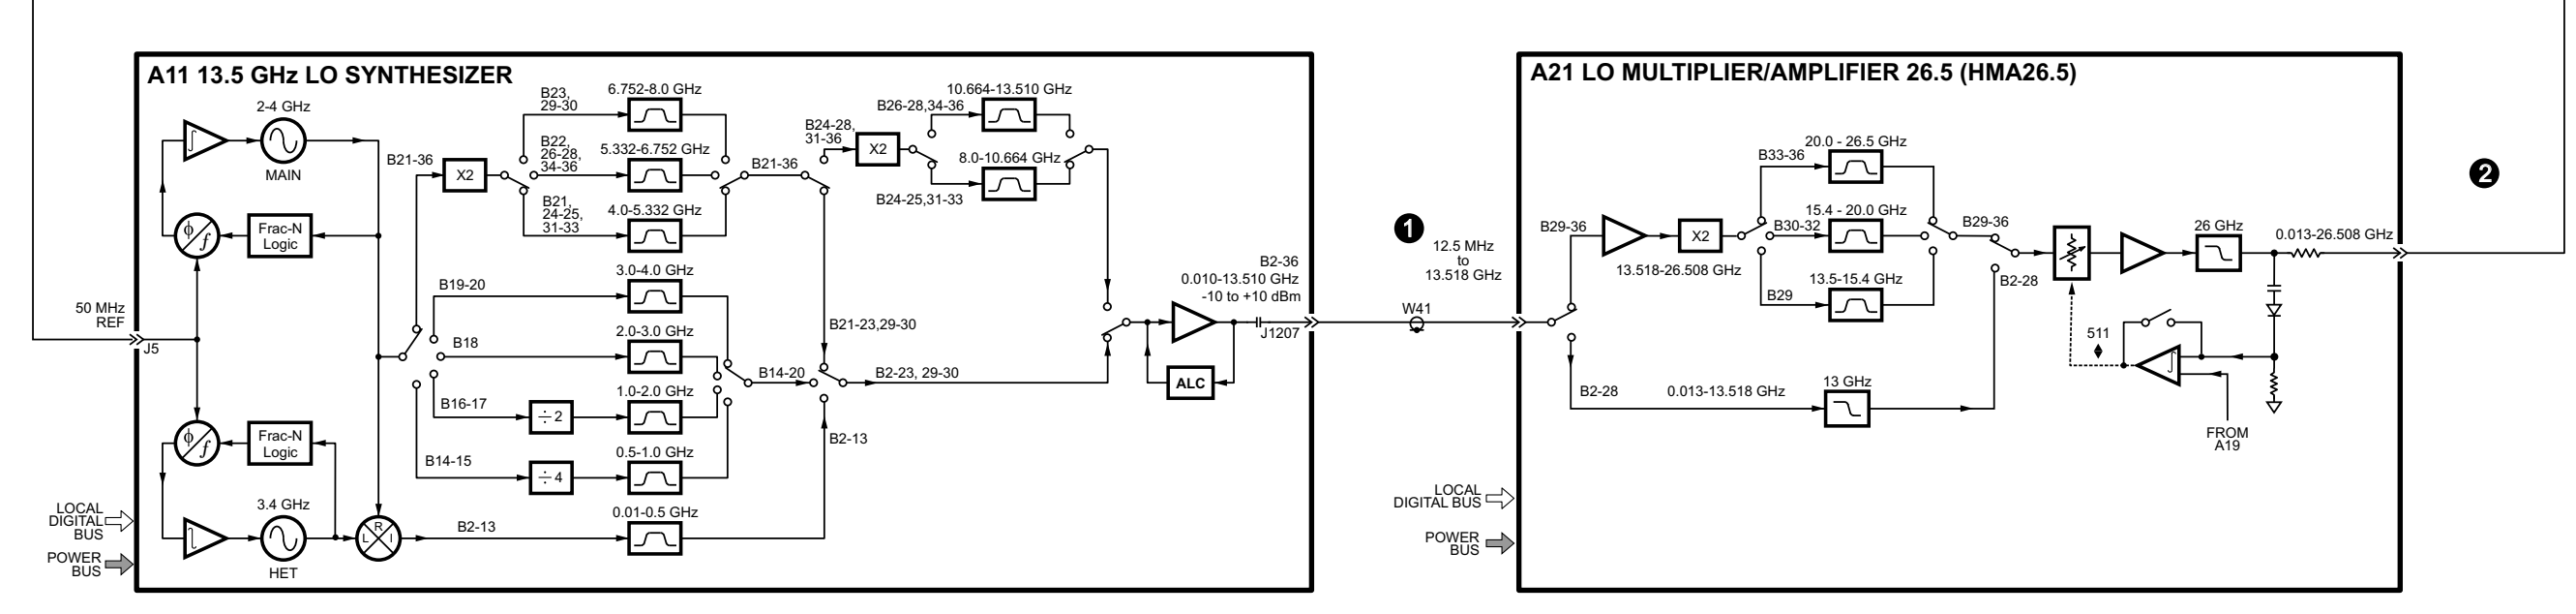 A11 13.5 GHz LO SYNTHESIZER
2-4 GHz
MAIN
ϕ
f
Frac-N
Logic
50 MHz
REF
J5
ϕ
f
Frac-N
Logic
3.4 GHz
HET
R
L
I
LOCAL
DIGITAL
BUS
POWER
BUS
B21-36
X2
B23,
29-30
6.752-8.0 GHz
B22,
26-28,
34-36
5.332-6.752 GHz
B21,
24-25,
31-33
4.0-5.332 GHz
B19-20
3.0-4.0 GHz
B18
2.0-3.0 GHz
B16-17
÷ 2
1.0-2.0 GHz
B14-15
÷ 4
0.5-1.0 GHz
B2-13
0.01-0.5 GHz
B21-36
B14-20
B24-28,
31-36
X2
B26-28,34-36
10.664-13.510 GHz
8.0-10.664 GHz
B24-25,31-33
B21-23,29-30
B2-23, 29-30
B2-13
ALC
B2-36
0.010-13.510 GHz
-10 to +10 dBm
J1207
1
12.5 MHz
to
13.518 GHz
W41
A21 LO MULTIPLIER/AMPLIFIER 26.5 (HMA26.5)
B29-36
X2
13.518-26.508 GHz
B33-36
20.0 - 26.5 GHz
B30-32
15.4 - 20.0 GHz
B29
13.5-15.4 GHz
B29-36
B2-28
B2-28
0.013-13.518 GHz
13 GHz
26 GHz
0.013-26.508 GHz
511
FROM
A19
LOCAL
DIGITAL BUS
POWER
BUS
2